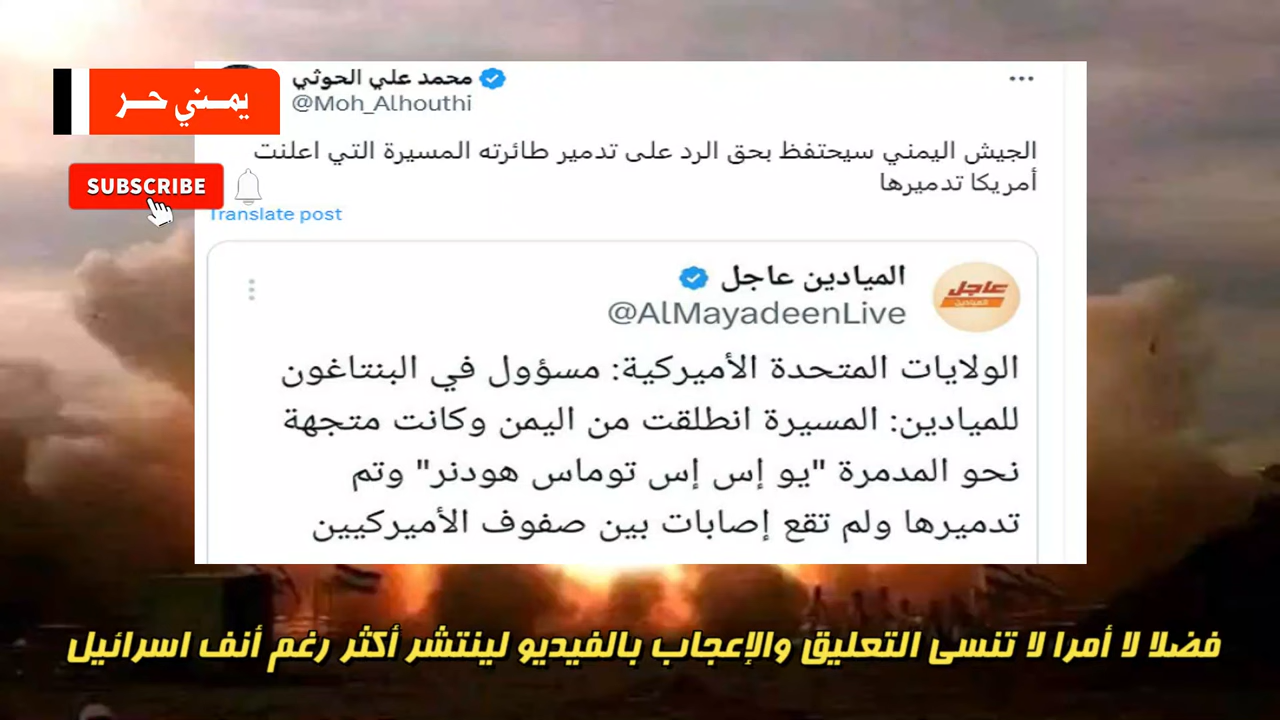 محمد علي الحوثي
@Moh_Alhouthi
يمني حر
SUBSCRIBE
الجيش اليمني سيحتفظ بحق الرد على تدمير طائرته المسيرة التي اعلنت
أمريكا تدميرها
Translate post
الميادين عاجل
@AlMayadeenLive
عاجل
الميادين
الولايات المتحدة الأميركية: مسؤول في البنتاغون
للميادين: المسيرة انطلقت من اليمن وكانت متجهة
نحو المدمرة "يو إس إس توماس هودنر" وتم
تدميرها ولم تقع إصابات بين صفوف الأميركيين
فضلا لا أمرا لا تنسى التعليق والإعجاب بالفيديو لينتشر أكثر رغم أنف اسرائيل